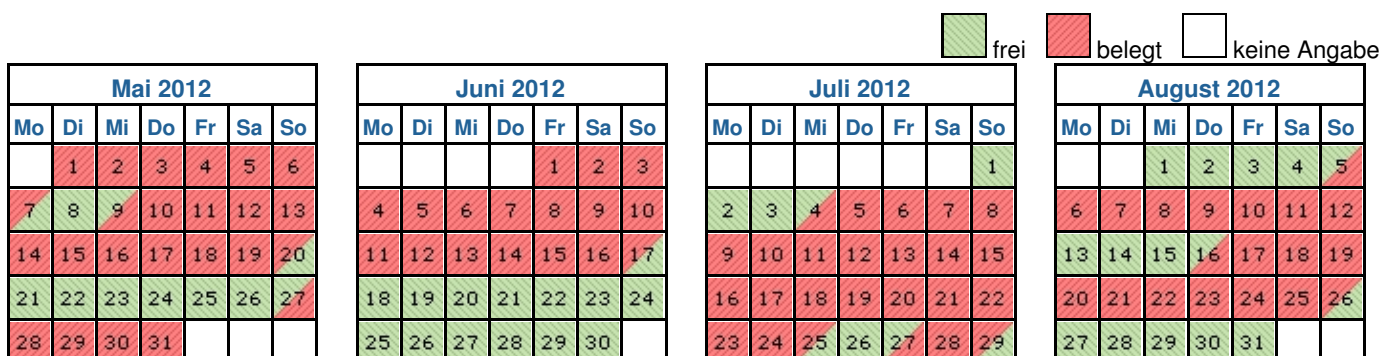 frei belegt keine Angabe
Mai 2012
Mo Di Mi Do Fr Sa So
1 2 3 4 5 6
7 8 9 10 11 12 13
14 15 16 17 18 19 20
21 22 23 24 25 26 27
28 29 30 31
Juni 2012
Mo Di Mi Do Fr Sa So
1 2 3
4 5 6 7 8 9 10
11 12 13 14 15 16 17
18 19 20 21 22 23 24
25 26 27 28 29 30
Juli 2012
Mo Di Mi Do Fr Sa So
1
2 3 4 5 6 7 8
9 10 11 12 13 14 15
16 17 18 19 20 21 22
23 24 25 26 27 28 29
August 2012
Mo Di Mi Do Fr Sa So
1 2 3 4 5
6 7 8 9 10 11 12
13 14 15 16 17 18 19
20 21 22 23 24 25 26
27 28 29 30 31